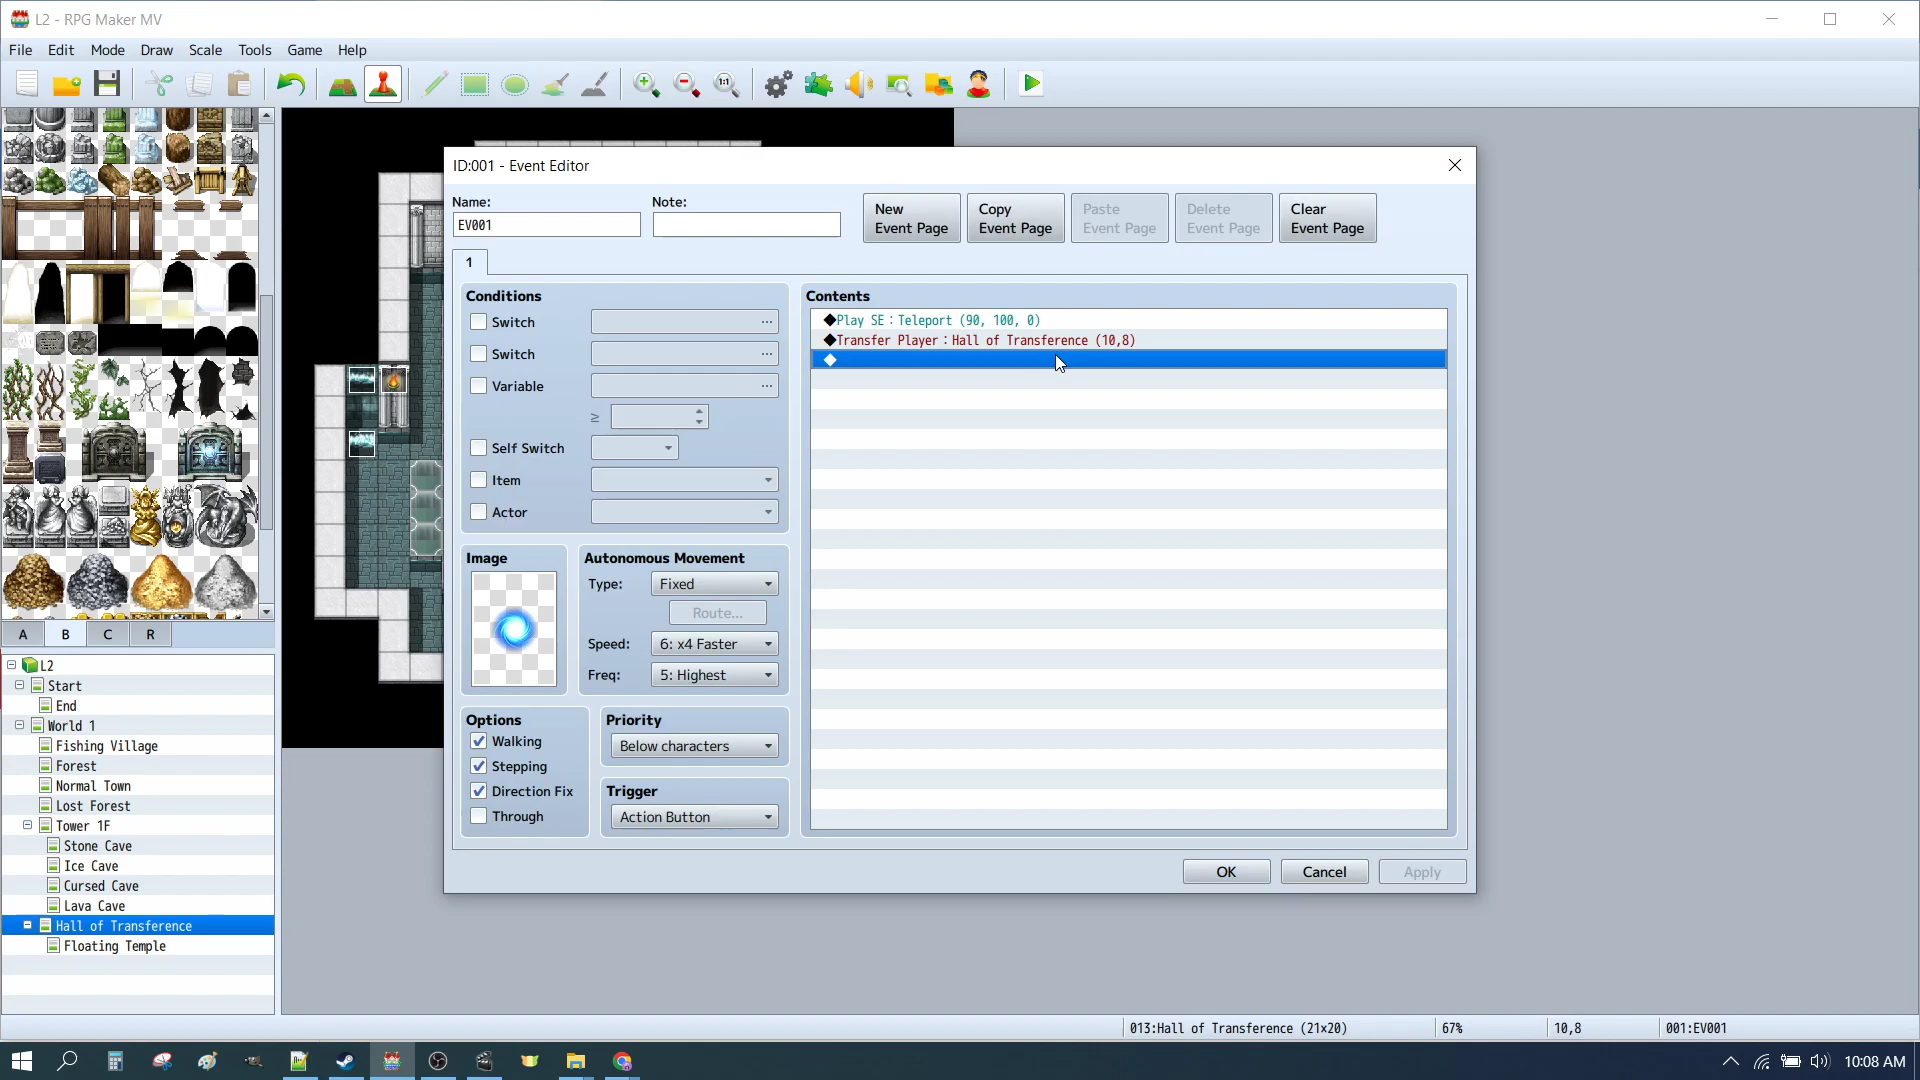 L2 - RPG Maker MV
File Edit Mode Draw Scale Tools Game Help
1:1
ID:001 - Event Editor
Name: Note:
EV001
New Event Page
Copy Event Page
Paste Event Page
Delete Event Page
Clear Event Page
1
Conditions
Switch ...
Switch ...
Variable ...
≥
Self Switch
Item
Actor
Image
Autonomous Movement
Type: Fixed
Route...
Speed: 6: x4 Faster
Freq: 5: Highest
Options
Walking
Stepping
Direction Fix
Through
Priority
Below characters
Trigger
Action Button
Contents
◆Play SE：Teleport (90, 100, 0)
◆Transfer Player：Hall of Transference (10,8)
◆
OK Cancel Apply
A B C R
L2
Start
End
World 1
Fishing Village
Forest
Normal Town
Lost Forest
Tower 1F
Stone Cave
Ice Cave
Cursed Cave
Lava Cave
Hall of Transference
Floating Temple
013:Hall of Transference (21x20) 67% 10,8 001:EV001
10:08 AM